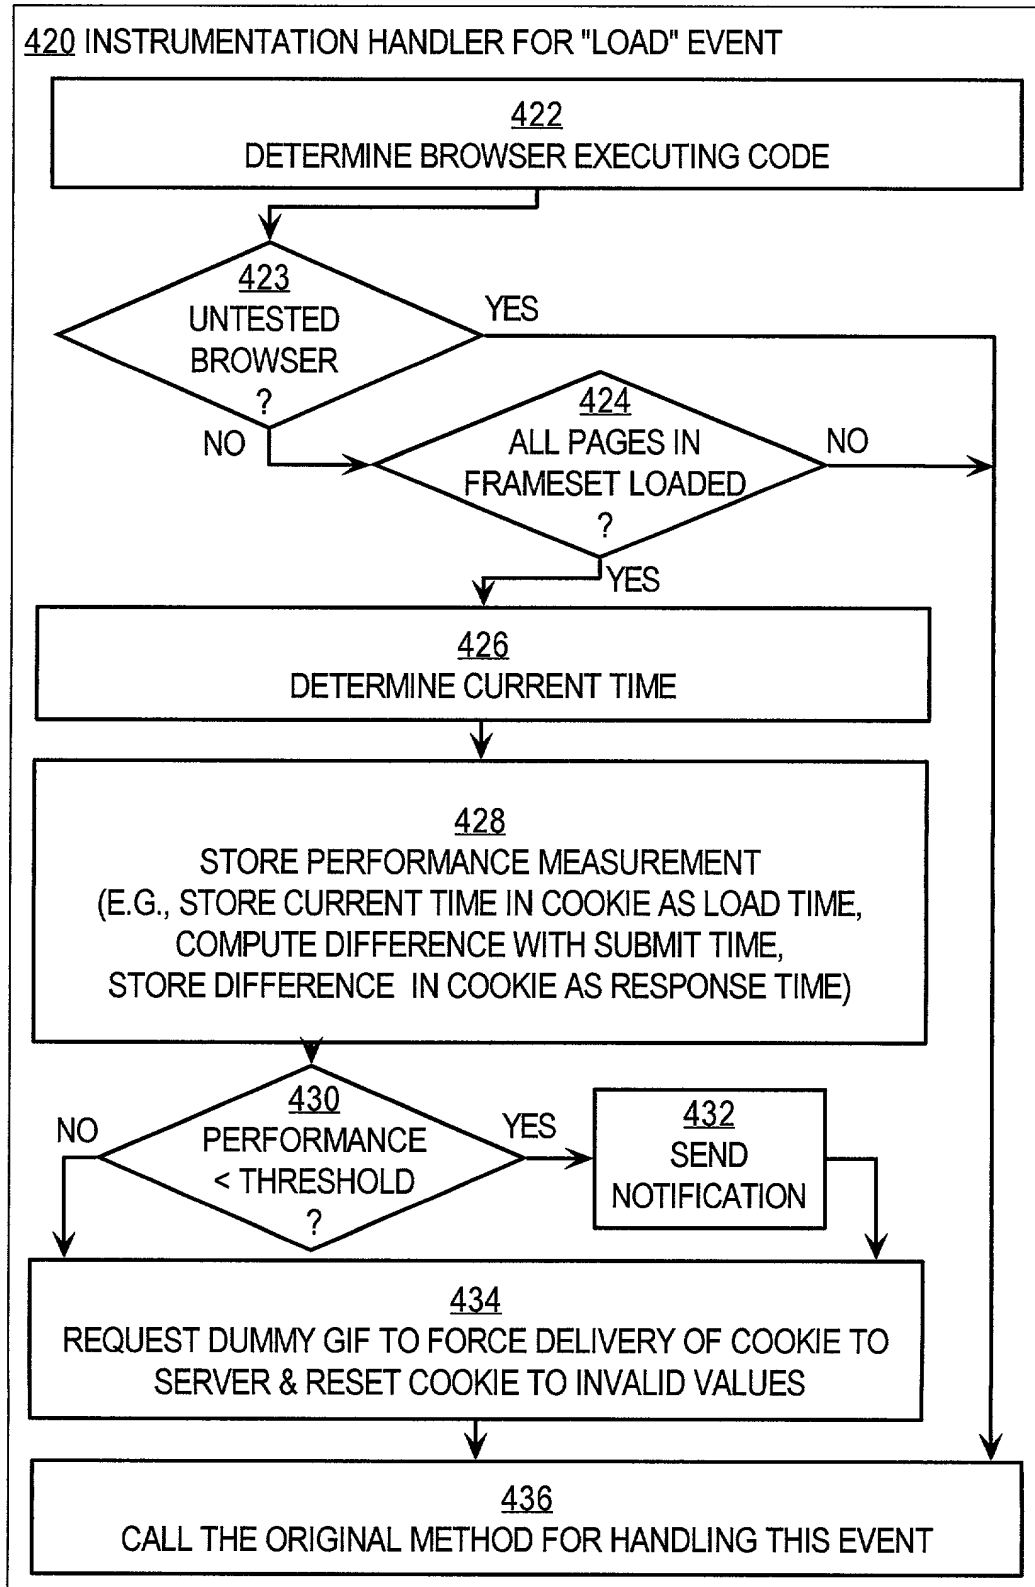 420 INSTRUMENTATION HANDLER FOR "LOAD" EVENT
422
DETERMINE BROWSER EXECUTING CODE
423
UNTESTED
BROWSER
?
YES
NO
424
ALL PAGES IN
FRAMESET LOADED
?
NO
YES
426
DETERMINE CURRENT TIME
428
STORE PERFORMANCE MEASUREMENT
(E.G., STORE CURRENT TIME IN COOKIE AS LOAD TIME,
COMPUTE DIFFERENCE WITH SUBMIT TIME,
STORE DIFFERENCE IN COOKIE AS RESPONSE TIME)
430
PERFORMANCE
< THRESHOLD
?
NO
YES
432
SEND
NOTIFICATION
434
REQUEST DUMMY GIF TO FORCE DELIVERY OF COOKIE TO
SERVER & RESET COOKIE TO INVALID VALUES
436
CALL THE ORIGINAL METHOD FOR HANDLING THIS EVENT